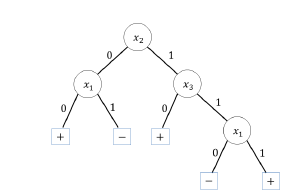 x₂
0 1
x₁ x₃
0 1 0 1
+ − + x₁
0 1
− +